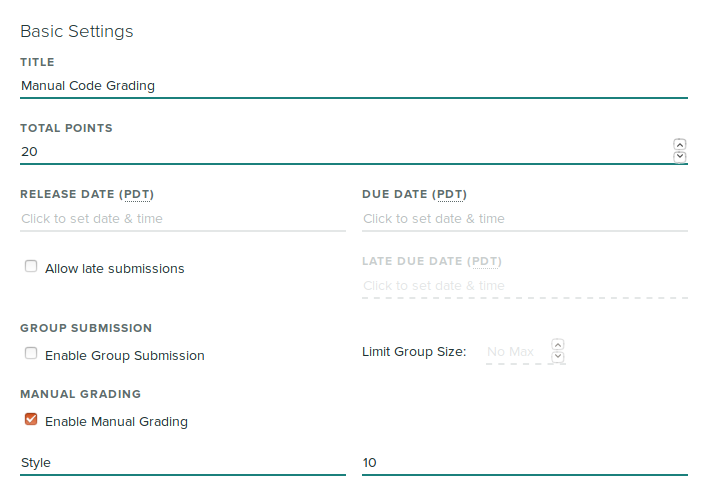 Basic Settings
TITLE
Manual Code Grading
TOTAL POINTS
20
RELEASE DATE (PDT)
DUE DATE (PDT)
Click to set date & time
Click to set date & time
Allow late submissions
LATE DUE DATE (PDT)
Click to set date & time
GROUP SUBMISSION
Enable Group Submission
Limit Group Size: No Max
MANUAL GRADING
Enable Manual Grading
Style
10